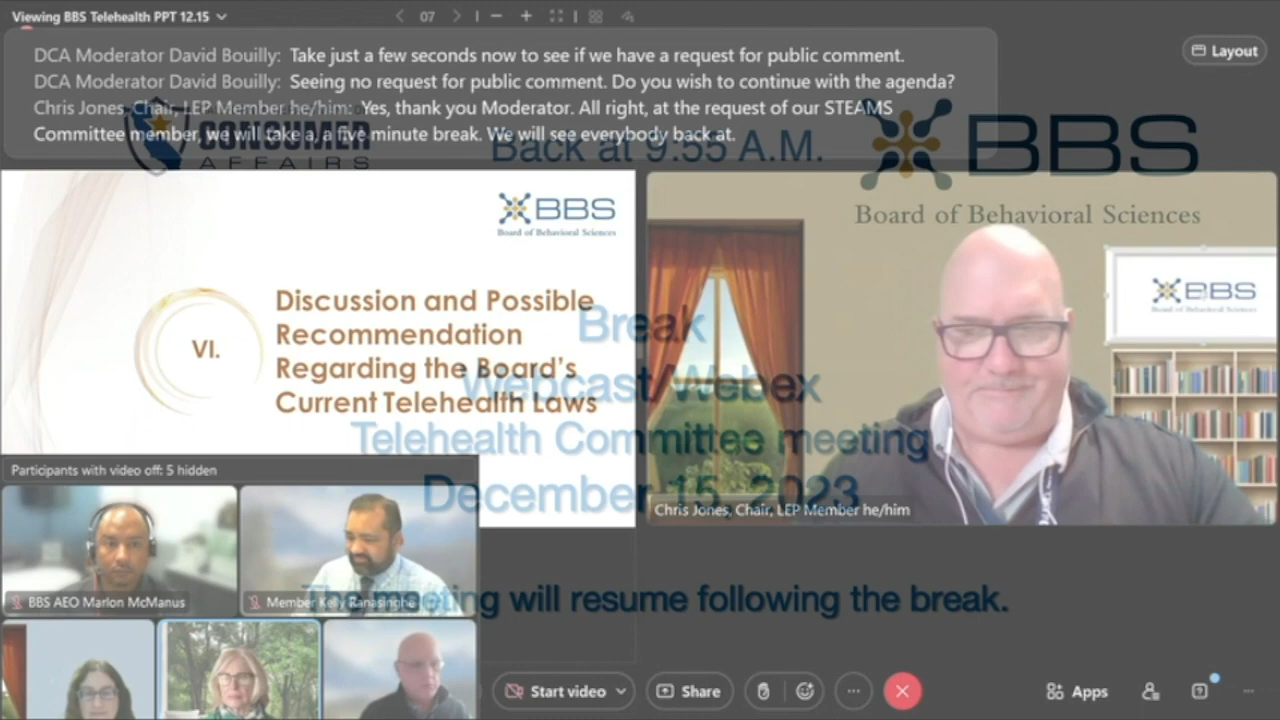 Viewing BBS Telehealth PPT 12.15
07
DCA Moderator David Bouilly: Take just a few seconds now to see if we have a request for public comment.
DCA Moderator David Bouilly: Seeing no request for public comment. Do you wish to continue with the agenda?
Chris Jones, Chair, LEP Member he/him: Yes, thank you Moderator. All right, at the request of our STEAMS
Committee member, we will take a, a five minute break. We will see everybody back at.
Layout
CONSUMER
AFFAIRS
Back at 9:55 A.M.
BBS
Board of Behavioral Sciences
BBS
Board of Behavioral Sciences
VI.
Discussion and Possible
Recommendation
Regarding the Board's
Current Telehealth Laws
BBS
Board of Behavioral Sciences
Break
Webcast/Webex
Telehealth Committee meeting
December 15, 2023
The meeting will resume following the break.
Chris Jones, Chair, LEP Member he/him
Participants with video off: 5 hidden
BBS AEO Marlon McManus
Member Kelly Ranasinghe
Start video
Share
Apps